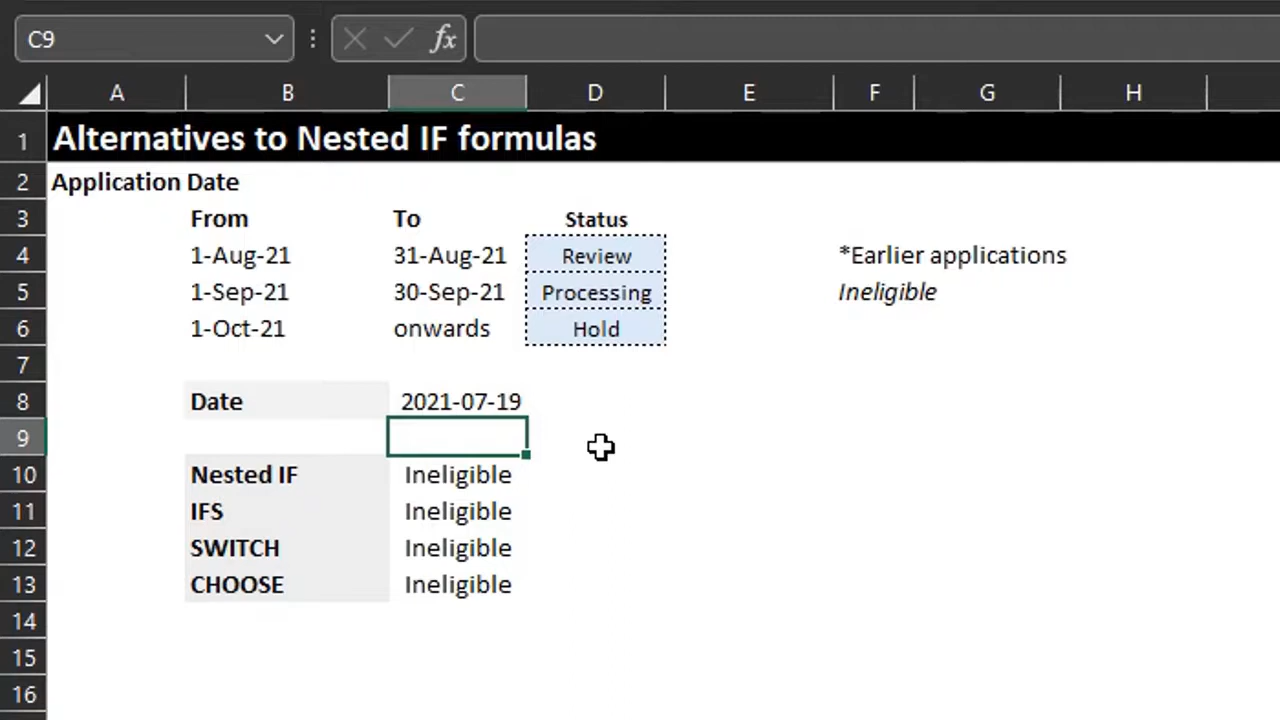 C9
fx
A B C D E F G H
1 Alternatives to Nested IF formulas
2 Application Date
3 From To Status
4 1-Aug-21 31-Aug-21 Review *Earlier applications
5 1-Sep-21 30-Sep-21 Processing Ineligible
6 1-Oct-21 onwards Hold
7
8 Date 2021-07-19
9
10 Nested IF Ineligible
11 IFS Ineligible
12 SWITCH Ineligible
13 CHOOSE Ineligible
14
15
16